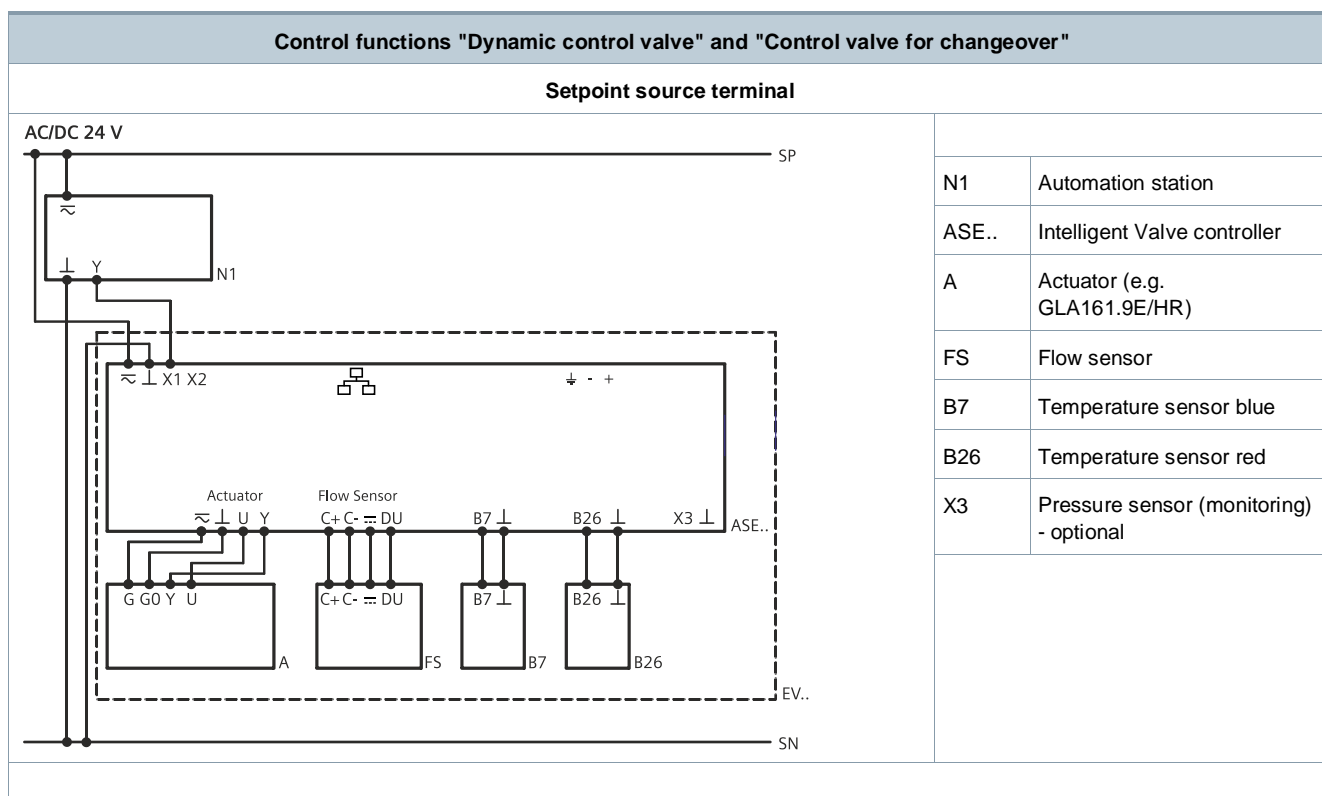 Control functions "Dynamic control valve" and "Control valve for changeover"
Setpoint source terminal
AC/DC 24 V
SP
⊥ Y
N1
⊥ X1 X2
⏚ - +
Actuator
Flow Sensor
⊥ U Y
C+ C- ⎓ DU
B7 ⊥
B26 ⊥
X3 ⊥
ASE..
G G0 Y U
C+ C- ⎓ DU
B7 ⊥
B26 ⊥
A
FS
B7
B26
EV..
SN
N1 Automation station
ASE.. Intelligent Valve controller
A Actuator (e.g.
GLA161.9E/HR)
FS Flow sensor
B7 Temperature sensor blue
B26 Temperature sensor red
X3 Pressure sensor (monitoring)
- optional